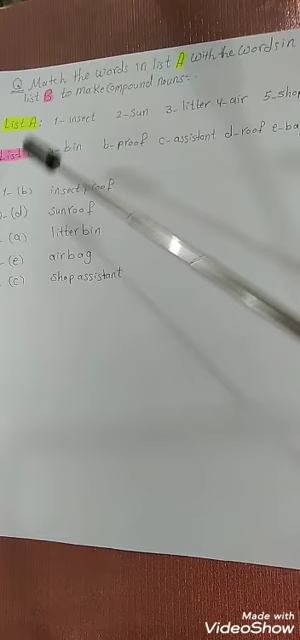 Q Match the words in list A with the words in
list B to make compound nouns:-
List A: 1- insect 2- Sun 3- litter 4- air 5- Shop
List bin b- proof c- assistant d- roof e- bag
1- (b) insect proof
- (d) sunroof
- (a) litter bin
- (e) airbag
(c) Shop assistant
Made with
VideoShow